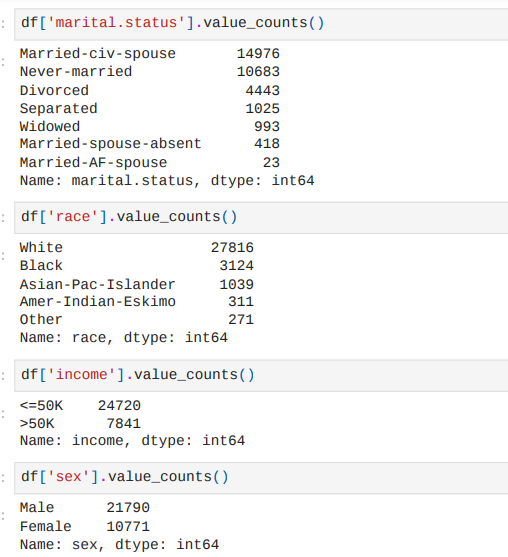 df['marital.status'].value_counts()
Married-civ-spouse       14976
Never-married            10683
Divorced                  4443
Separated                 1025
Widowed                    993
Married-spouse-absent      418
Married-AF-spouse           23
Name: marital.status, dtype: int64
df['race'].value_counts()
White                 27816
Black                  3124
Asian-Pac-Islander     1039
Amer-Indian-Eskimo      311
Other                   271
Name: race, dtype: int64
df['income'].value_counts()
<=50K    24720
>50K      7841
Name: income, dtype: int64
df['sex'].value_counts()
Male      21790
Female    10771
Name: sex, dtype: int64